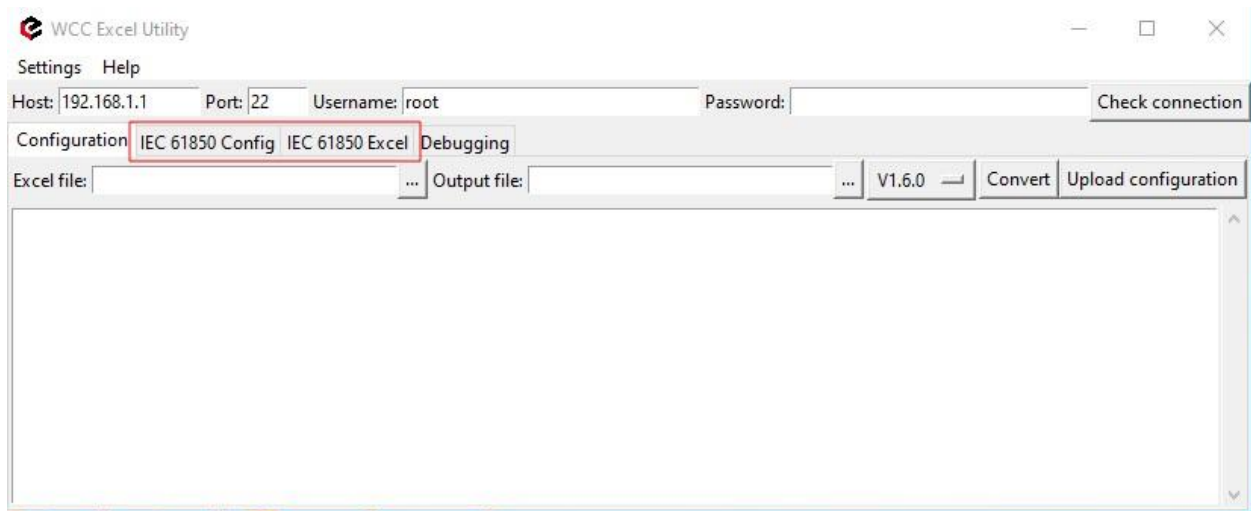 WCC Excel Utility
Settings Help
Host: 192.168.1.1 Port: 22 Username: root Password: Check connection
Configuration IEC 61850 Config IEC 61850 Excel Debugging
Excel file: ... Output file: ... V1.6.0 Convert Upload configuration